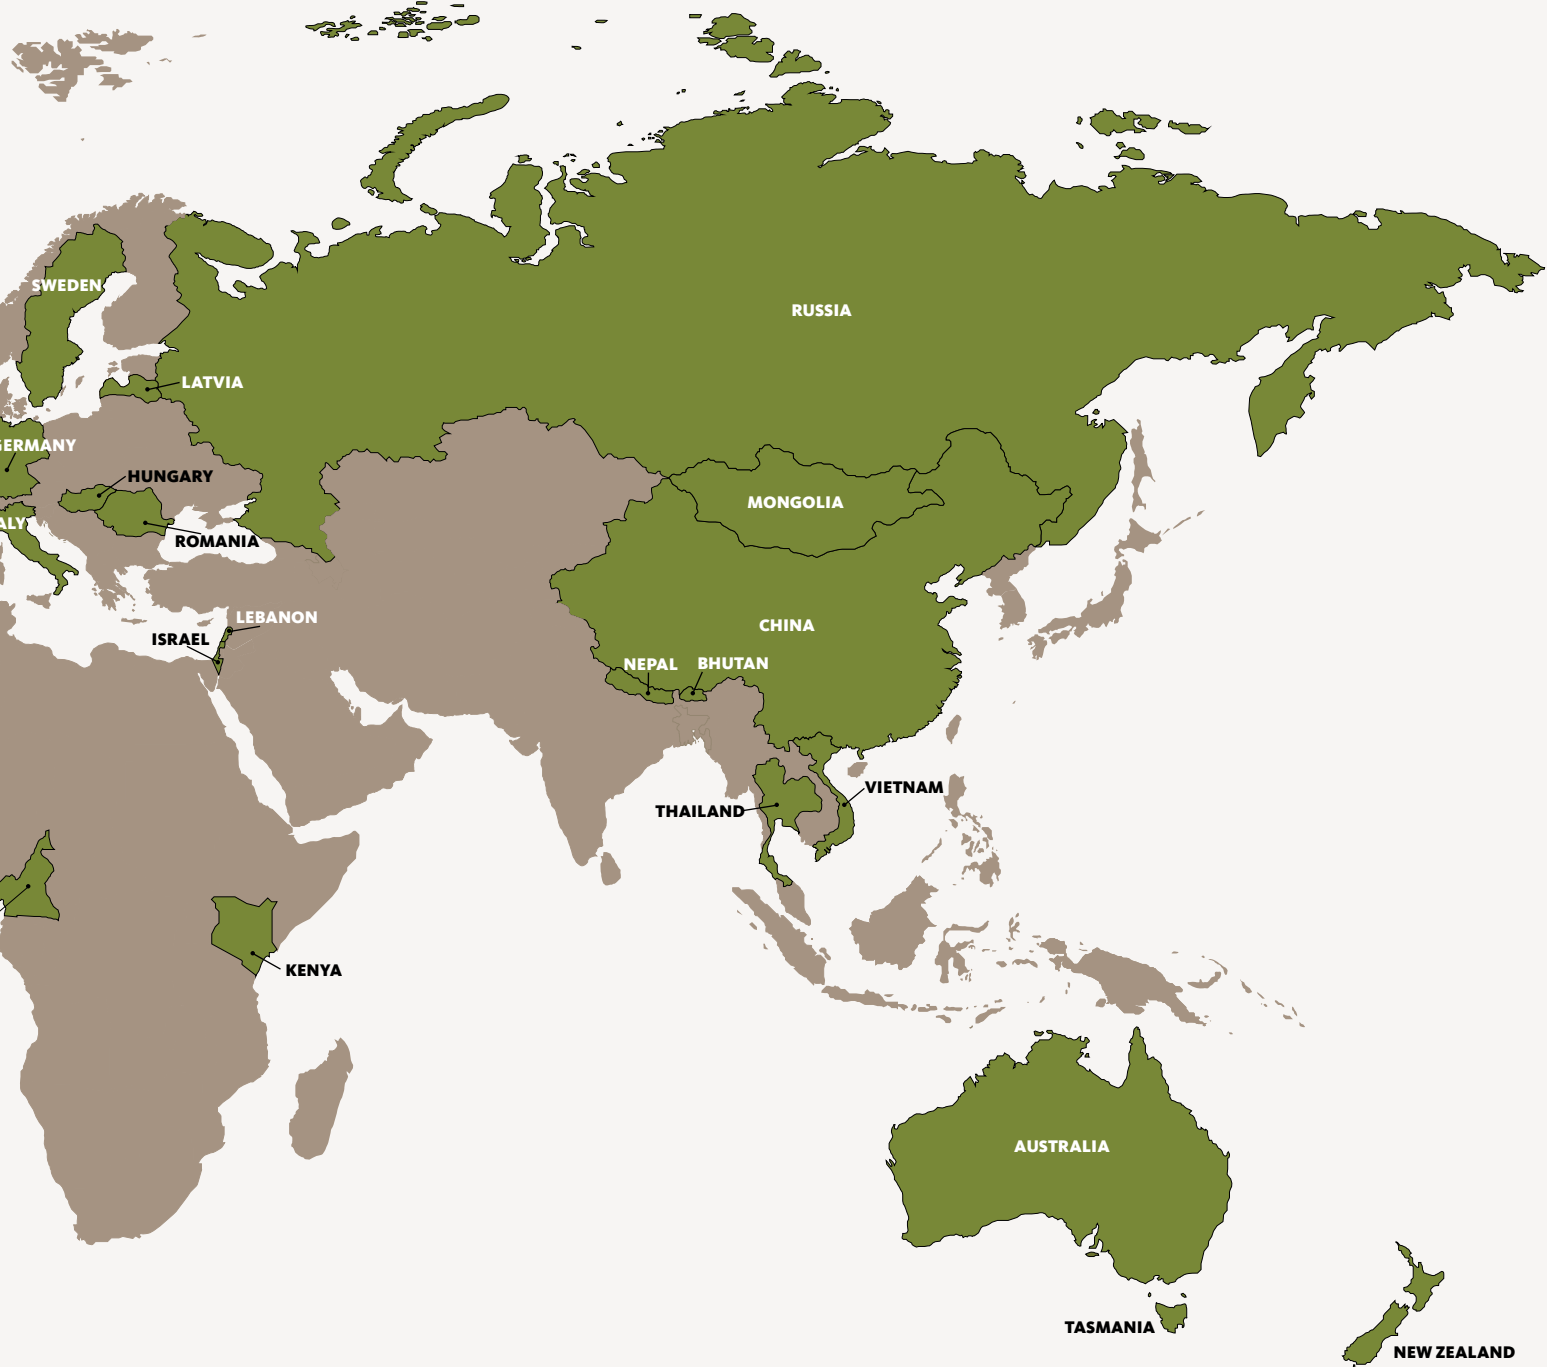 SWEDEN
RUSSIA
LATVIA
GERMANY
HUNGARY
MONGOLIA
ALY
ROMANIA
LEBANON
CHINA
ISRAEL
NEPAL
BHUTAN
VIETNAM
THAILAND
KENYA
AUSTRALIA
TASMANIA
NEW ZEALAND